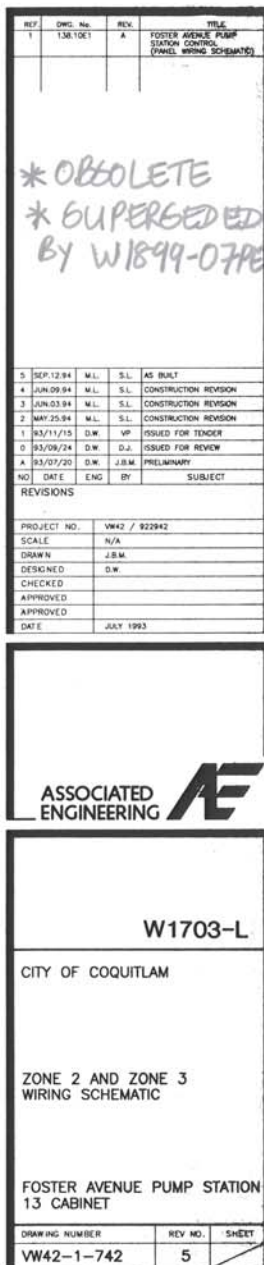 REF. DWG. No. REV. TITLE
1 138.10E1 A FOSTER AVENUE PUMP
STATION CONTROL
(PANEL WIRING SCHEMATIC)
* OBSOLETE
* SUPERSEDED
BY W1899-07PE
5 SEP.12.94 M.L. S.L. AS BUILT
4 JUN.09.94 M.L. S.L. CONSTRUCTION REVISION
3 JUN.03.94 M.L. S.L. CONSTRUCTION REVISION
2 MAY.25.94 M.L. S.L. CONSTRUCTION REVISION
1 93/11/15 D.W. VP ISSUED FOR TENDER
0 93/09/24 D.W. D.J. ISSUED FOR REVIEW
A 93/07/20 D.W. J.B.M. PRELIMINARY
NO DATE ENG BY SUBJECT
REVISIONS
PROJECT NO. VW42 / 922942
SCALE N/A
DRAWN J.B.M.
DESIGNED D.W.
CHECKED
APPROVED
APPROVED
DATE JULY 1993
ASSOCIATED
ENGINEERING AE
W1703-L
CITY OF COQUITLAM
ZONE 2 AND ZONE 3
WIRING SCHEMATIC
FOSTER AVENUE PUMP STATION
13 CABINET
DRAWING NUMBER REV NO. SHEET
VW42-1-742 5